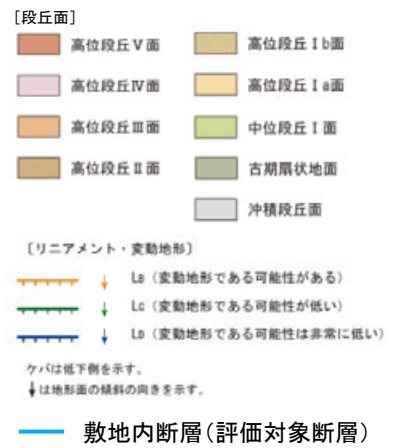 [段丘面]
高位段丘Ⅴ面
高位段丘Ⅳ面
高位段丘Ⅲ面
高位段丘Ⅱ面
高位段丘Ⅰb面
高位段丘Ⅰa面
中位段丘Ⅰ面
古期扇状地面
沖積段丘面
〔リニアメント・変動地形〕
LB（変動地形である可能性がある）
LC（変動地形である可能性が低い）
LD（変動地形である可能性は非常に低い）
ケバは低下側を示す。
↓は地形面の傾斜の向きを示す。
敷地内断層(評価対象断層)